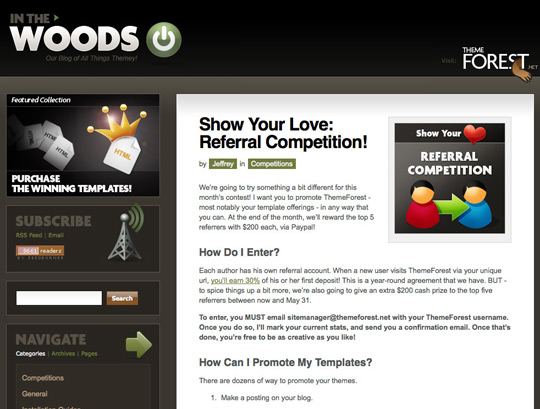 IN THE
WOODS
Our Blog of All Things Themey!
Visit:
THEME
FOREST
.NET
Featured Collection
HTML
HTML
PURCHASE
THE WINNING TEMPLATES!
SUBSCRIBE
RSS Feed | Email
9661 readers
BY FEEDBURNER
Search
NAVIGATE
Categories | Archives | Pages
Competitions
General
Installation Guides
Show Your Love:
Referral Competition!
by Jeffrey in Competitions
Show Your
REFERRAL
COMPETITION
We're going to try something a bit different for this
month's contest! I want you to promote ThemeForest -
most notably your template offerings - in any way that
you can. At the end of the month, we'll reward the top 5
referrers with $200 each, via Paypal!
How Do I Enter?
Each author has his own referral account. When a new user visits ThemeForest via your unique
url, you'll earn 30% of his or her first deposit! This is a year-round agreement that we have. BUT -
to spice things up a bit more, we're also going to give an extra $200 cash prize to the top five
referrers between now and May 31.
To enter, you MUST email sitemanager@themeforest.net with your ThemeForest username.
Once you do so, I'll mark your current stats, and send you a confirmation email. Once that's
done, you're free to be as creative as you like!
How Can I Promote My Templates?
There are dozens of way to promote your themes.
1. Make a posting on your blog.